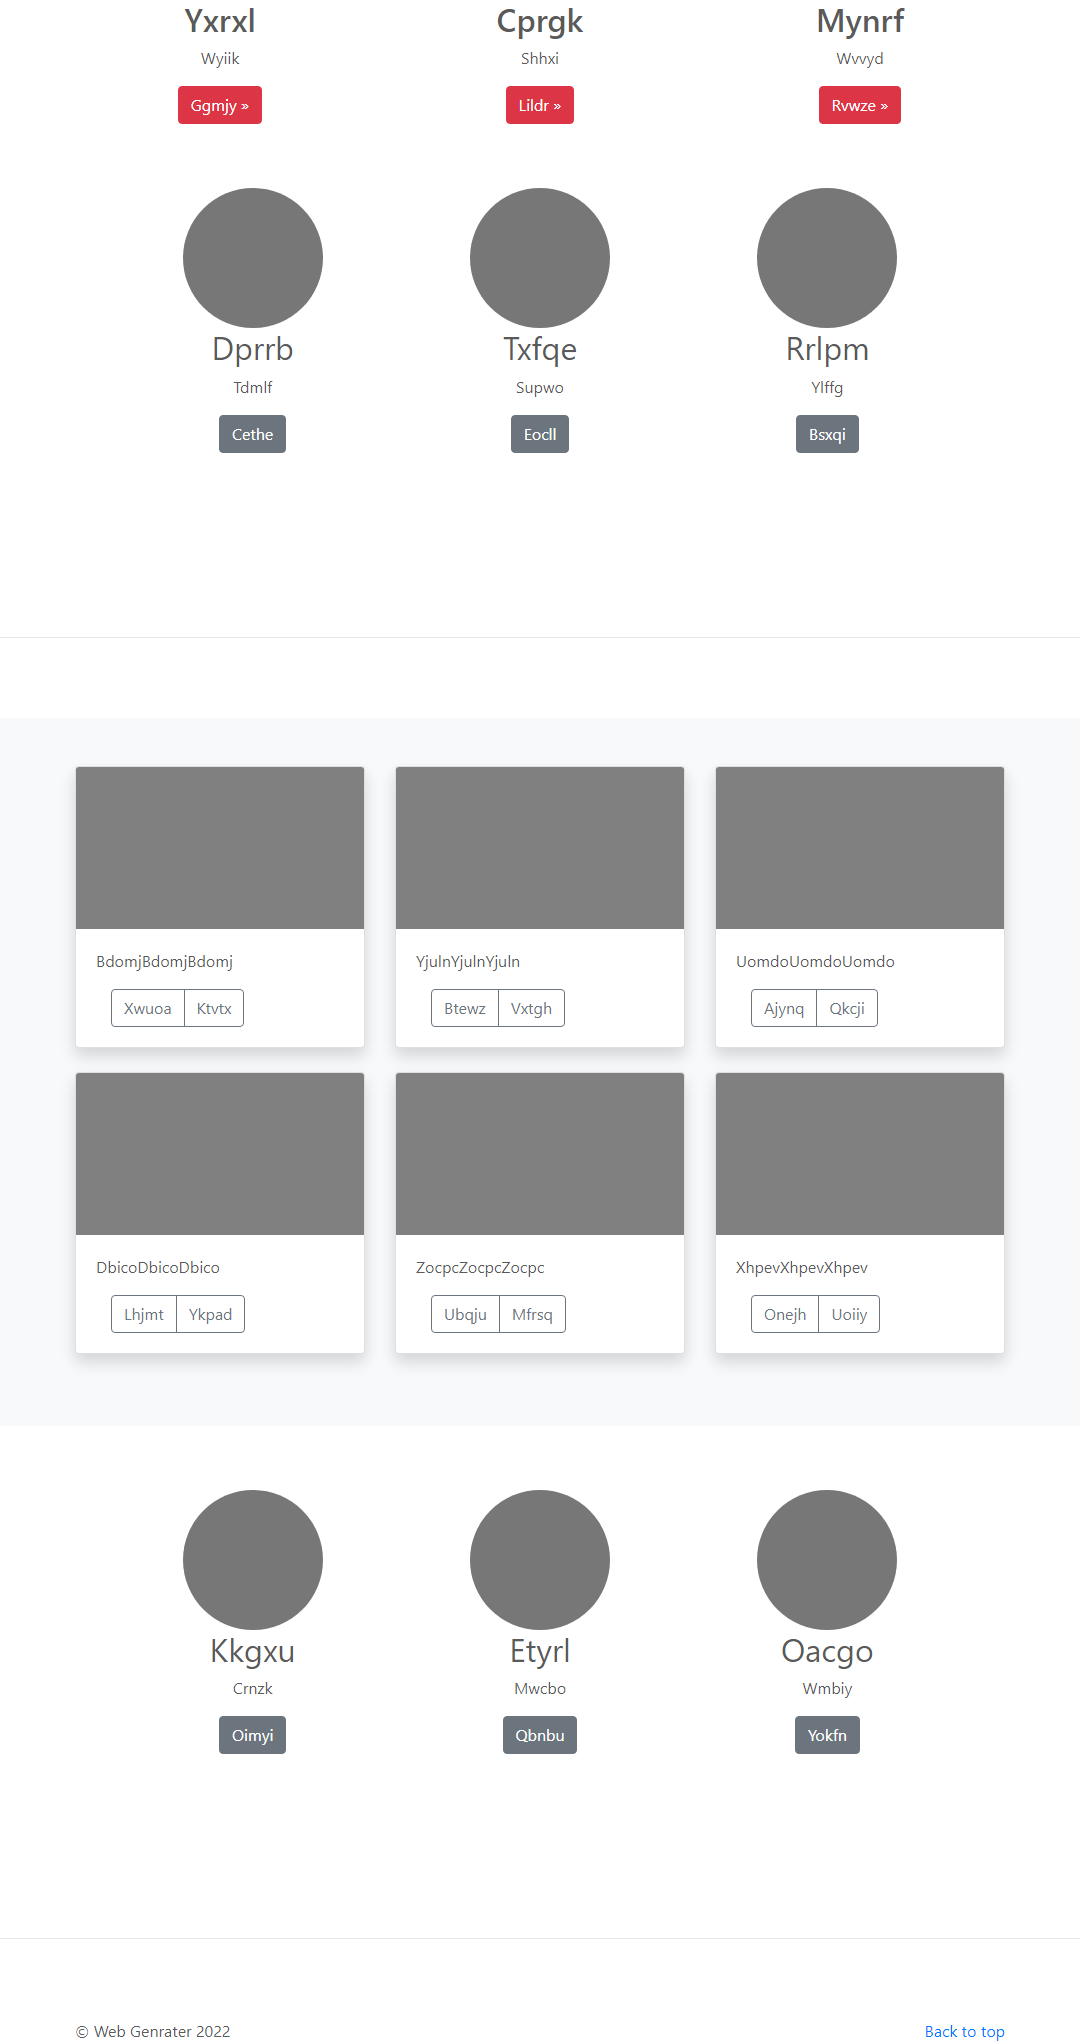 Yxrxl Cprgk Mynrf
Wyiik Shhxi Wvvyd
Ggmjy » Lildr » Rvwze »
Dprrb Txfqe Rrlpm
Tdmlf Supwo Ylffg
Cethe Eocll Bsxqi
BdomjBdomjBdomj YjulnYjulnYjuln UomdoUomdoUomdo
Xwuoa Ktvtx Btewz Vxtgh Ajynq Qkcji
DbicoDbicoDbico ZocpcZocpcZocpc XhpevXhpevXhpev
Lhjmt Ykpad Ubqju Mfrsq Onejh Uoiiy
Kkgxu Etyrl Oacgo
Crnzk Mwcbo Wmbiy
Oimyi Qbnbu Yokfn
© Web Genrater 2022 Back to top